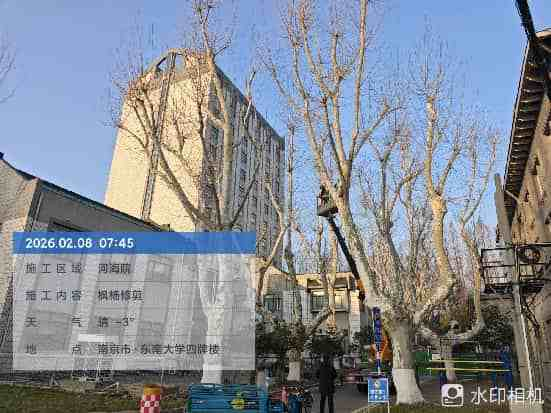 2026.02.08 07:45
施工区域 河海院
施工内容 枫杨修剪
天 气 晴 -3°
地 点 南京市·东南大学四牌楼
水印相机